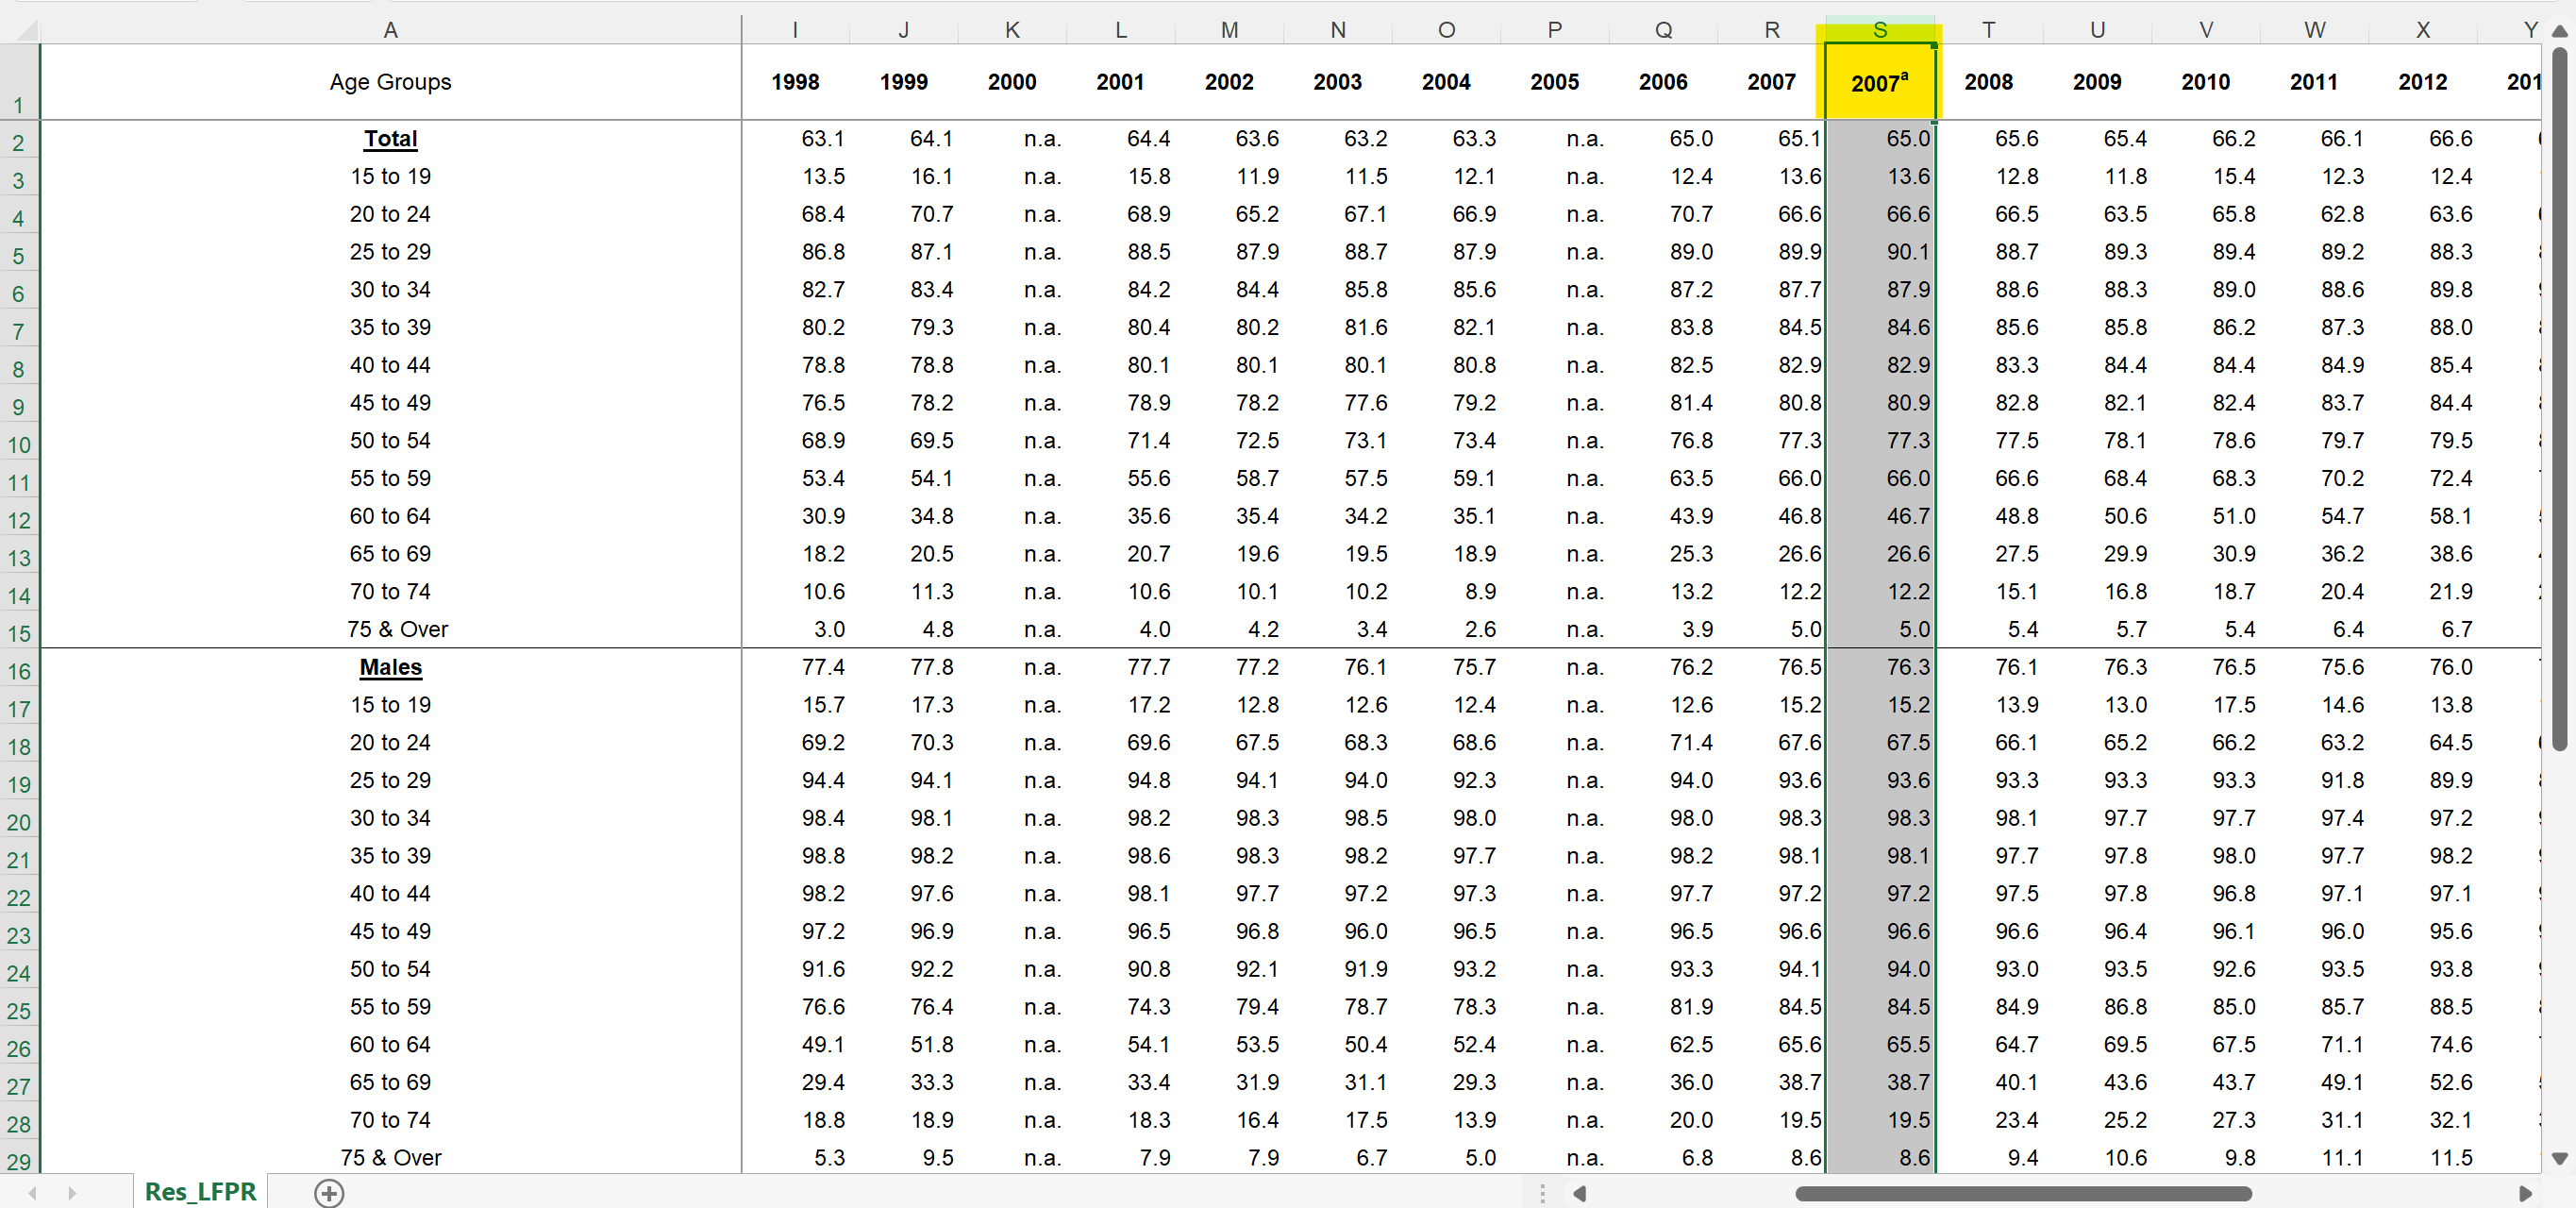 A I J K L M N O P Q R S T U V W X Y
1 Age Groups 1998 1999 2000 2001 2002 2003 2004 2005 2006 2007 2007ᵃ 2008 2009 2010 2011 2012 201
2 Total 63.1 64.1 n.a. 64.4 63.6 63.2 63.3 n.a. 65.0 65.1 65.0 65.6 65.4 66.2 66.1 66.6
3 15 to 19 13.5 16.1 n.a. 15.8 11.9 11.5 12.1 n.a. 12.4 13.6 13.6 12.8 11.8 15.4 12.3 12.4
4 20 to 24 68.4 70.7 n.a. 68.9 65.2 67.1 66.9 n.a. 70.7 66.6 66.6 66.5 63.5 65.8 62.8 63.6
5 25 to 29 86.8 87.1 n.a. 88.5 87.9 88.7 87.9 n.a. 89.0 89.9 90.1 88.7 89.3 89.4 89.2 88.3
6 30 to 34 82.7 83.4 n.a. 84.2 84.4 85.8 85.6 n.a. 87.2 87.7 87.9 88.6 88.3 89.0 88.6 89.8
7 35 to 39 80.2 79.3 n.a. 80.4 80.2 81.6 82.1 n.a. 83.8 84.5 84.6 85.6 85.8 86.2 87.3 88.0
8 40 to 44 78.8 78.8 n.a. 80.1 80.1 80.1 80.8 n.a. 82.5 82.9 82.9 83.3 84.4 84.4 84.9 85.4
9 45 to 49 76.5 78.2 n.a. 78.9 78.2 77.6 79.2 n.a. 81.4 80.8 80.9 82.8 82.1 82.4 83.7 84.4
10 50 to 54 68.9 69.5 n.a. 71.4 72.5 73.1 73.4 n.a. 76.8 77.3 77.3 77.5 78.1 78.6 79.7 79.5
11 55 to 59 53.4 54.1 n.a. 55.6 58.7 57.5 59.1 n.a. 63.5 66.0 66.0 66.6 68.4 68.3 70.2 72.4
12 60 to 64 30.9 34.8 n.a. 35.6 35.4 34.2 35.1 n.a. 43.9 46.8 46.7 48.8 50.6 51.0 54.7 58.1
13 65 to 69 18.2 20.5 n.a. 20.7 19.6 19.5 18.9 n.a. 25.3 26.6 26.6 27.5 29.9 30.9 36.2 38.6
14 70 to 74 10.6 11.3 n.a. 10.6 10.1 10.2 8.9 n.a. 13.2 12.2 12.2 15.1 16.8 18.7 20.4 21.9
15 75 & Over 3.0 4.8 n.a. 4.0 4.2 3.4 2.6 n.a. 3.9 5.0 5.0 5.4 5.7 5.4 6.4 6.7
16 Males 77.4 77.8 n.a. 77.7 77.2 76.1 75.7 n.a. 76.2 76.5 76.3 76.1 76.3 76.5 75.6 76.0
17 15 to 19 15.7 17.3 n.a. 17.2 12.8 12.6 12.4 n.a. 12.6 15.2 15.2 13.9 13.0 17.5 14.6 13.8
18 20 to 24 69.2 70.3 n.a. 69.6 67.5 68.3 68.6 n.a. 71.4 67.6 67.5 66.1 65.2 66.2 63.2 64.5
19 25 to 29 94.4 94.1 n.a. 94.8 94.1 94.0 92.3 n.a. 94.0 93.6 93.6 93.3 93.3 93.3 91.8 89.9
20 30 to 34 98.4 98.1 n.a. 98.2 98.3 98.5 98.0 n.a. 98.0 98.3 98.3 98.1 97.7 97.7 97.4 97.2
21 35 to 39 98.8 98.2 n.a. 98.6 98.3 98.2 97.7 n.a. 98.2 98.1 98.1 97.7 97.8 98.0 97.7 98.2
22 40 to 44 98.2 97.6 n.a. 98.1 97.7 97.2 97.3 n.a. 97.7 97.2 97.2 97.5 97.8 96.8 97.1 97.1
23 45 to 49 97.2 96.9 n.a. 96.5 96.8 96.0 96.5 n.a. 96.5 96.6 96.6 96.6 96.4 96.1 96.0 95.6
24 50 to 54 91.6 92.2 n.a. 90.8 92.1 91.9 93.2 n.a. 93.3 94.1 94.0 93.0 93.5 92.6 93.5 93.8
25 55 to 59 76.6 76.4 n.a. 74.3 79.4 78.7 78.3 n.a. 81.9 84.5 84.5 84.9 86.8 85.0 85.7 88.5
26 60 to 64 49.1 51.8 n.a. 54.1 53.5 50.4 52.4 n.a. 62.5 65.6 65.5 64.7 69.5 67.5 71.1 74.6
27 65 to 69 29.4 33.3 n.a. 33.4 31.9 31.1 29.3 n.a. 36.0 38.7 38.7 40.1 43.6 43.7 49.1 52.6
28 70 to 74 18.8 18.9 n.a. 18.3 16.4 17.5 13.9 n.a. 20.0 19.5 19.5 23.4 25.2 27.3 31.1 32.1
29 75 & Over 5.3 9.5 n.a. 7.9 7.9 6.7 5.0 n.a. 6.8 8.6 8.6 9.4 10.6 9.8 11.1 11.5
Res_LFPR